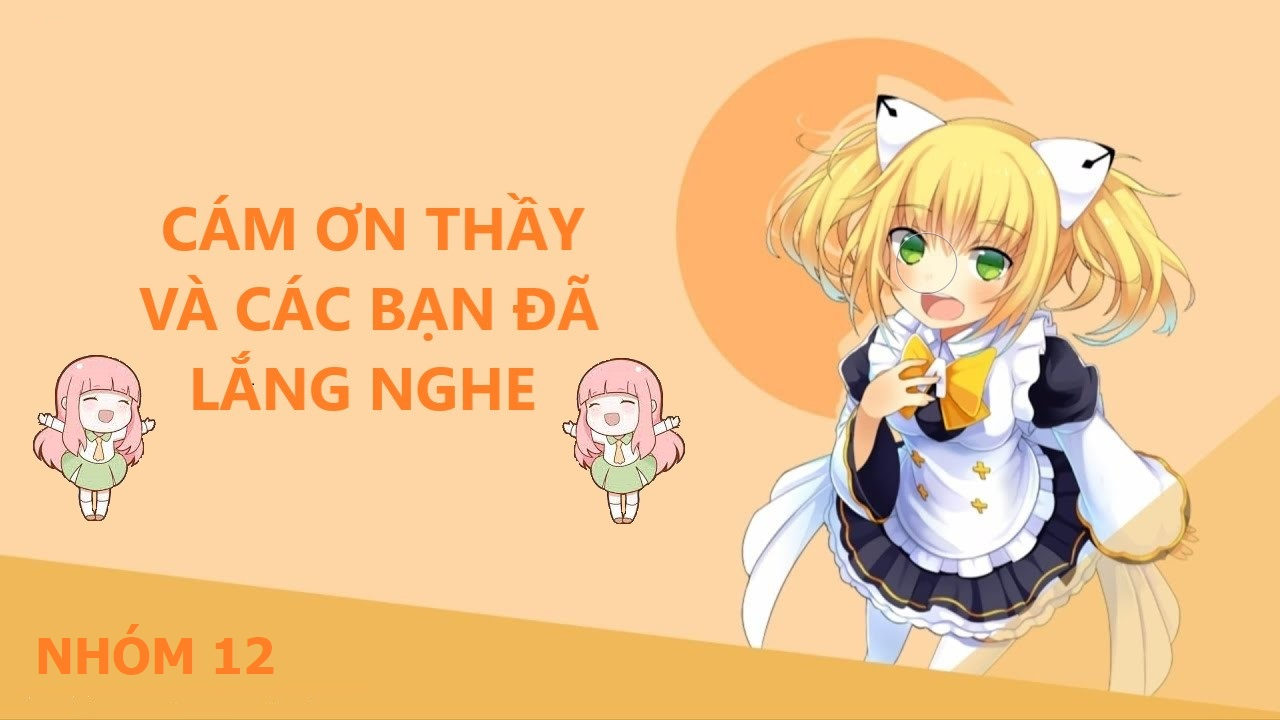 CÁM ƠN THẦY
VÀ CÁC BẠN ĐÃ
LẮNG NGHE
NHÓM 12